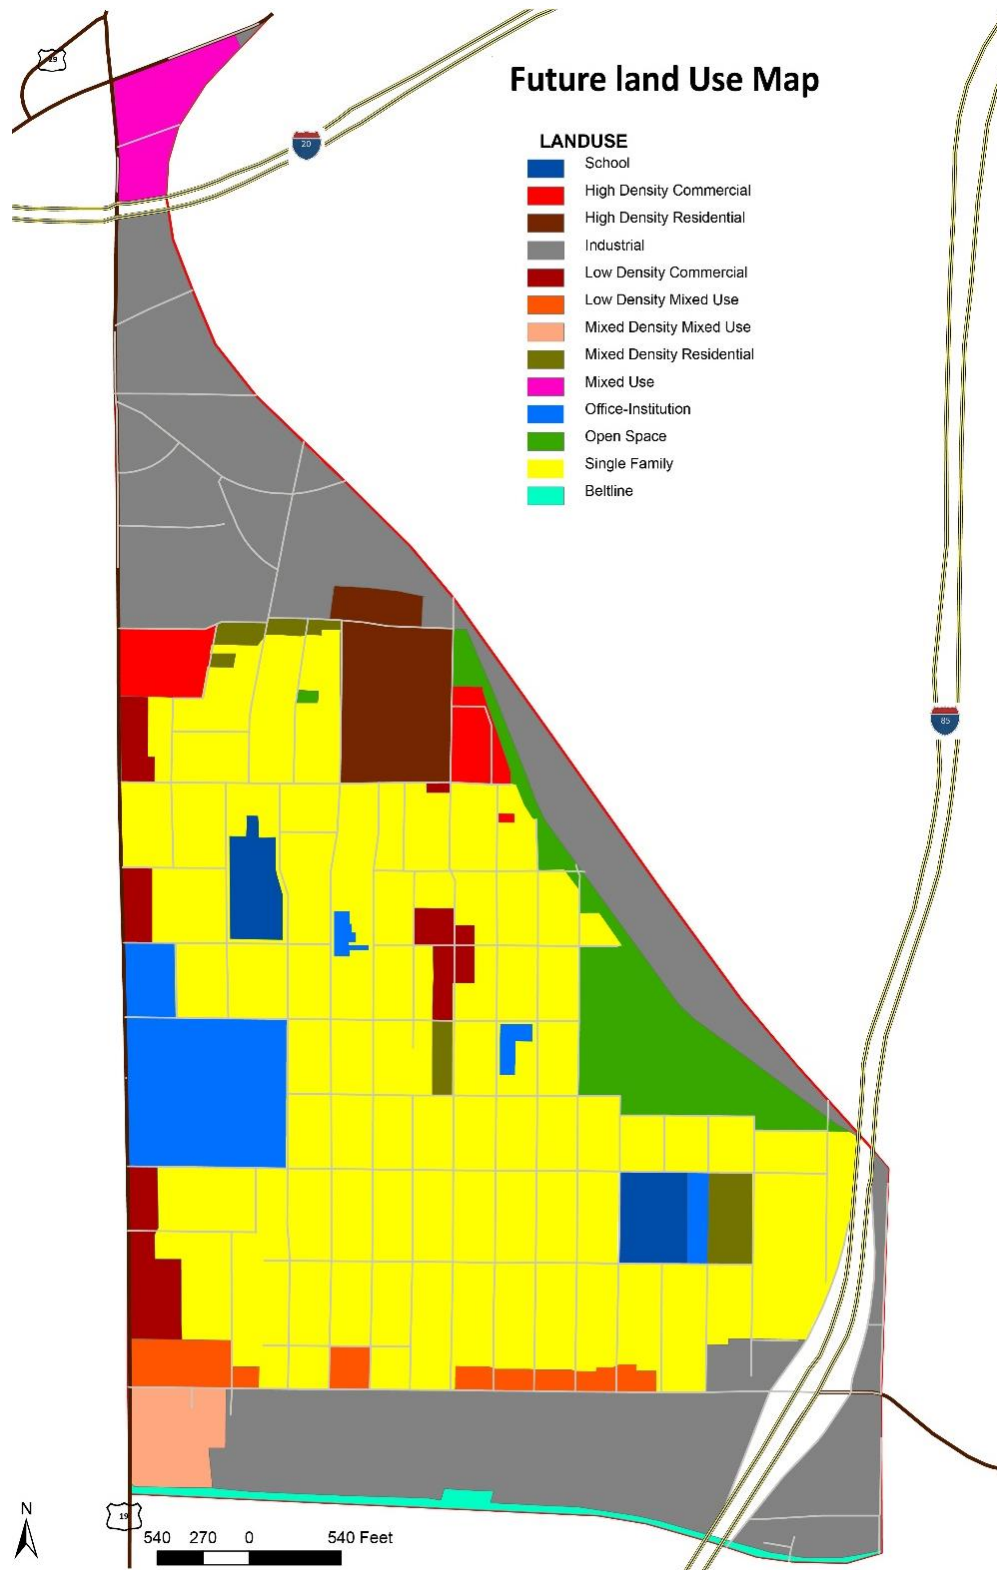 29
20
Future land Use Map
LANDUSE
School
High Density Commercial
High Density Residential
Industrial
Low Density Commercial
Low Density Mixed Use
Mixed Density Mixed Use
Mixed Density Residential
Mixed Use
Office-Institution
Open Space
Single Family
Beltline
85
N
19
540 270 0 540 Feet